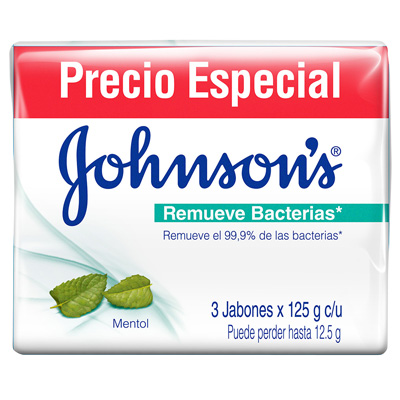 Precio Especial
Johnson's®
Remueve Bacterias*
Remueve el 99,9% de las bacterias*
Mentol
3 Jabones x 125 g c/u
Puede perder hasta 12.5 g